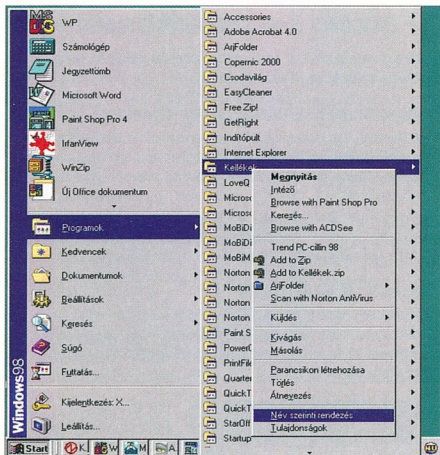 WP
Számológép
Jegyzettömb
Microsoft Word
Paint Shop Pro 4
IrfanView
WinZip
Új Office dokumentum
Programok
Kedvencek
Dokumentumok
Beállítások
Keresés
Súgó
Futtatás...
Kijelentkezés: X...
Leállítás...
Windows98
Accessories
Adobe Acrobat 4.0
ArjFolder
Copernic 2000
Csodavilág
EasyCleaner
Free Zip!
GetRight
Indítópult
Internet Explorer
Kellékek
LoveQ
Microso
Microso
MoBiDi
MoBiDi
MoBiM
Norton
Norton
Norton
Norton
Paint S
PowerQ
PrintFile
Quarte
QuickT
QuickT
StarOff
Startup
Megnyitás
Intéző
Browse with Paint Shop Pro
Keresés...
Browse with ACDSee
Trend PC-cillin 98
Add to Zip
Add to Kellékek.zip
ArjFolder
Scan with Norton AntiVirus
Küldés
Kivágás
Másolás
Parancsikon létrehozása
Törlés
Átnevezés
Név szerinti rendezés
Tulajdonságok
Start